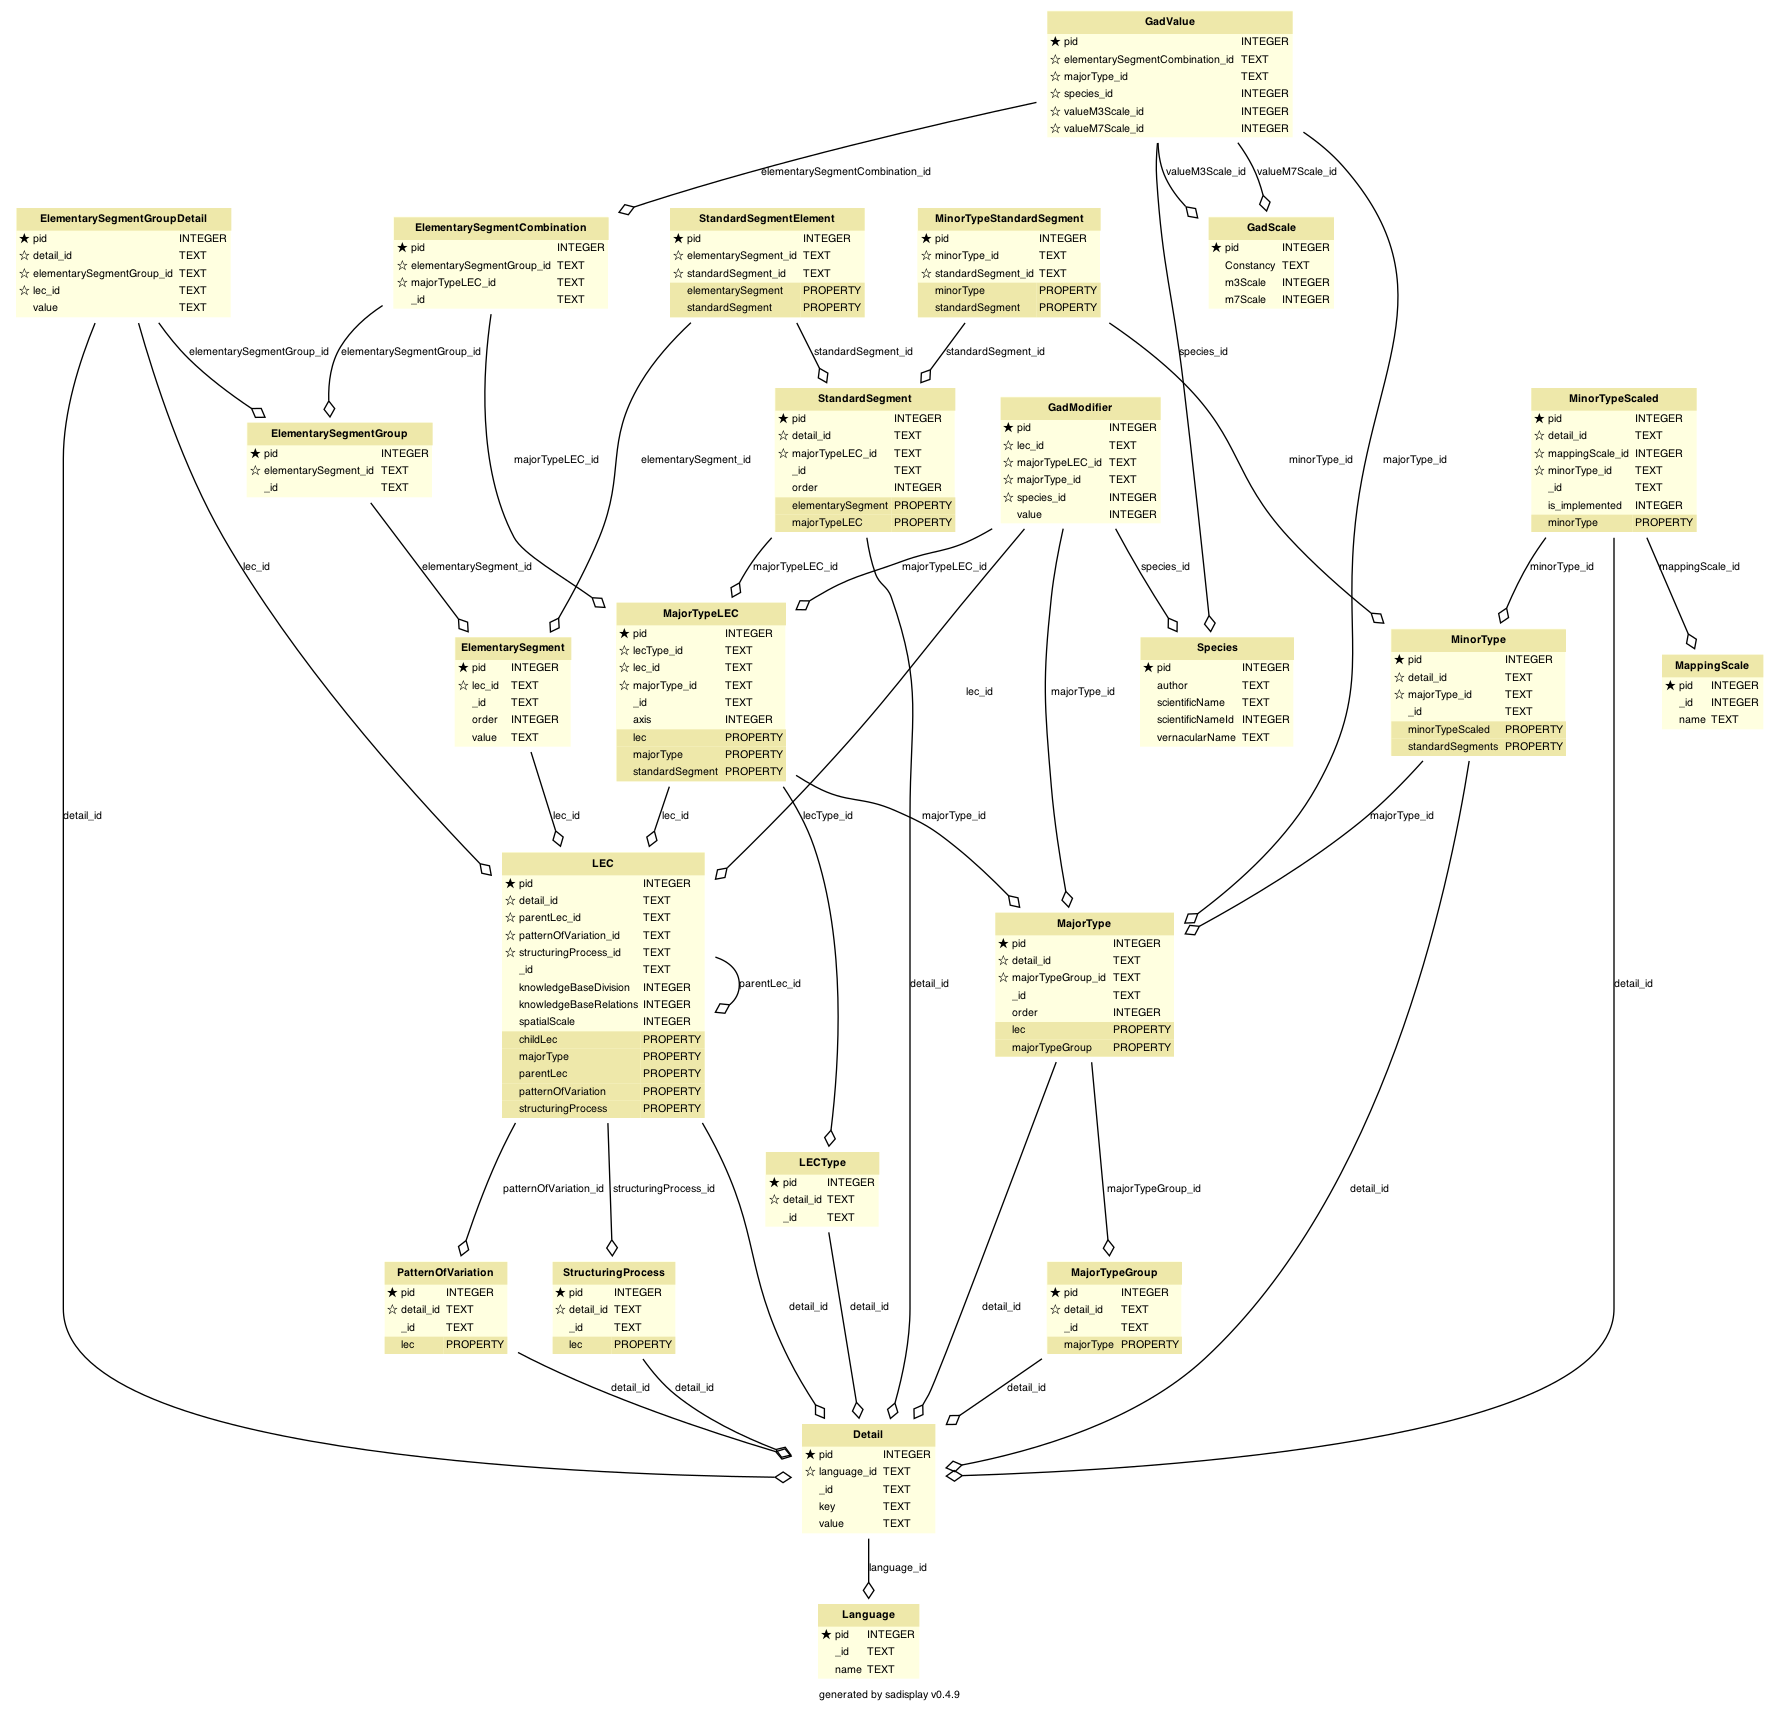 GadValue
★ pid INTEGER
☆ elementarySegmentCombination_id TEXT
☆ majorType_id TEXT
☆ species_id INTEGER
☆ valueM3Scale_id INTEGER
☆ valueM7Scale_id INTEGER
elementarySegmentCombination_id
valueM3Scale_id
valueM7Scale_id
ElementarySegmentGroupDetail
★ pid INTEGER
☆ detail_id TEXT
☆ elementarySegmentGroup_id TEXT
☆ lec_id TEXT
value TEXT
ElementarySegmentCombination
★ pid INTEGER
☆ elementarySegmentGroup_id TEXT
☆ majorTypeLEC_id TEXT
_id TEXT
StandardSegmentElement
★ pid INTEGER
☆ elementarySegment_id TEXT
☆ standardSegment_id TEXT
elementarySegment PROPERTY
standardSegment PROPERTY
MinorTypeStandardSegment
★ pid INTEGER
☆ minorType_id TEXT
☆ standardSegment_id TEXT
minorType PROPERTY
standardSegment PROPERTY
GadScale
★ pid INTEGER
Constancy TEXT
m3Scale INTEGER
m7Scale INTEGER
elementarySegmentGroup_id
elementarySegmentGroup_id
standardSegment_id
standardSegment_id
species_id
ElementarySegmentGroup
★ pid INTEGER
☆ elementarySegment_id TEXT
_id TEXT
StandardSegment
★ pid INTEGER
☆ detail_id TEXT
☆ majorTypeLEC_id TEXT
_id TEXT
order INTEGER
elementarySegment PROPERTY
majorTypeLEC PROPERTY
GadModifier
★ pid INTEGER
☆ lec_id TEXT
☆ majorTypeLEC_id TEXT
☆ majorType_id TEXT
☆ species_id INTEGER
value INTEGER
MinorTypeScaled
★ pid INTEGER
☆ detail_id TEXT
☆ mappingScale_id INTEGER
☆ minorType_id TEXT
_id TEXT
is_implemented INTEGER
minorType PROPERTY
majorTypeLEC_id
elementarySegment_id
minorType_id
majorType_id
lec_id
elementarySegment_id
majorTypeLEC_id
majorTypeLEC_id
species_id
minorType_id
mappingScale_id
ElementarySegment
★ pid INTEGER
☆ lec_id TEXT
_id TEXT
order INTEGER
value TEXT
MajorTypeLEC
★ pid INTEGER
☆ lecType_id TEXT
☆ lec_id TEXT
☆ majorType_id TEXT
_id TEXT
axis INTEGER
lec PROPERTY
majorType PROPERTY
standardSegment PROPERTY
Species
★ pid INTEGER
author TEXT
scientificName TEXT
scientificNameId INTEGER
vernacularName TEXT
MinorType
★ pid INTEGER
☆ detail_id TEXT
☆ majorType_id TEXT
_id TEXT
minorTypeScaled PROPERTY
standardSegments PROPERTY
MappingScale
★ pid INTEGER
_id INTEGER
name TEXT
lec_id
majorType_id
detail_id
lec_id
lec_id
lecType_id
majorType_id
majorType_id
LEC
★ pid INTEGER
☆ detail_id TEXT
☆ parentLec_id TEXT
☆ patternOfVariation_id TEXT
☆ structuringProcess_id TEXT
_id TEXT
knowledgeBaseDivision INTEGER
knowledgeBaseRelations INTEGER
spatialScale INTEGER
childLec PROPERTY
majorType PROPERTY
parentLec PROPERTY
patternOfVariation PROPERTY
structuringProcess PROPERTY
parentLec_id
detail_id
MajorType
★ pid INTEGER
☆ detail_id TEXT
☆ majorTypeGroup_id TEXT
_id TEXT
order INTEGER
lec PROPERTY
majorTypeGroup PROPERTY
detail_id
patternOfVariation_id
structuringProcess_id
LECType
★ pid INTEGER
☆ detail_id TEXT
_id TEXT
majorTypeGroup_id
detail_id
PatternOfVariation
★ pid INTEGER
☆ detail_id TEXT
_id TEXT
lec PROPERTY
StructuringProcess
★ pid INTEGER
☆ detail_id TEXT
_id TEXT
lec PROPERTY
MajorTypeGroup
★ pid INTEGER
☆ detail_id TEXT
_id TEXT
majorType PROPERTY
detail_id
detail_id
detail_id
detail_id
detail_id
detail_id
Detail
★ pid INTEGER
☆ language_id TEXT
_id TEXT
key TEXT
value TEXT
language_id
Language
★ pid INTEGER
_id TEXT
name TEXT
generated by sadisplay v0.4.9